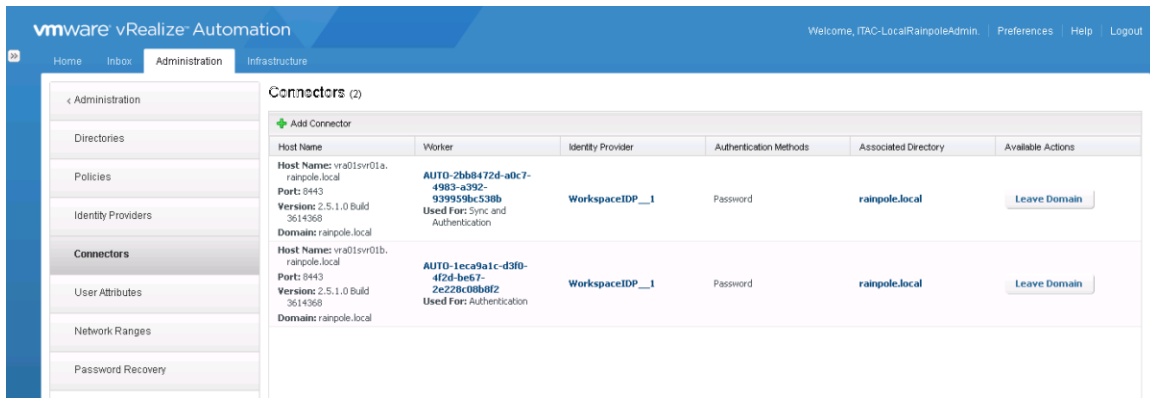 vmware vRealize™ Automation
Welcome, ITAC-LocalRainpoleAdmin. Preferences Help Logout
Home Inbox Administration Infrastructure
< Administration
Directories
Policies
Identity Providers
Connectors
User Attributes
Network Ranges
Password Recovery
Connectors (2)
Add Connector
Host Name Worker Identity Provider Authentication Methods Associated Directory Available Actions
Host Name: vra01svr01a.
rainpole.local
Port: 8443
Version: 2.5.1.0 Build
3614368
Domain: rainpole.local
AUTO-2bb8472d-a0c7-
4983-a392-
939959bc538b
Used For: Sync and
Authentication
WorkspaceIDP__1
Password
rainpole.local
Leave Domain
Host Name: vra01svr01b.
rainpole.local
Port: 8443
Version: 2.5.1.0 Build
3614368
Domain: rainpole.local
AUTO-1eca9a1c-d3f0-
4f2d-be67-
2e228c08b8f2
Used For: Authentication
WorkspaceIDP__1
Password
rainpole.local
Leave Domain